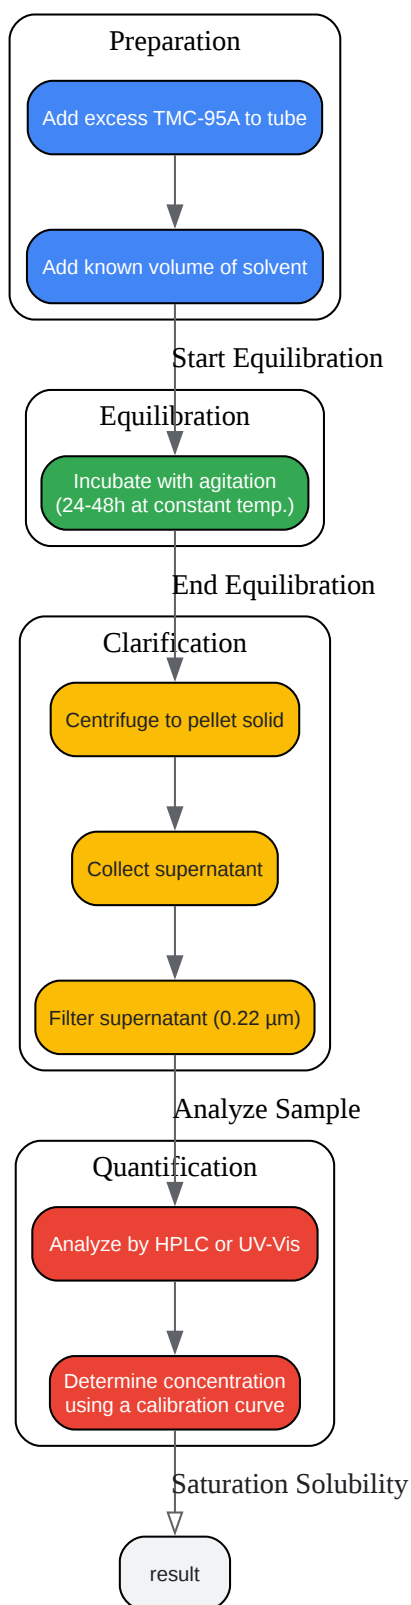 Preparation
Add excess TMC-95A to tube
Add known volume of solvent
Start Equilibration
Equilibration
Incubate with agitation
(24-48h at constant temp.)
End Equilibration
Clarification
Centrifuge to pellet solid
Collect supernatant
Filter supernatant (0.22 µm)
Analyze Sample
Quantification
Analyze by HPLC or UV-Vis
Determine concentration
using a calibration curve
Saturation Solubility
result